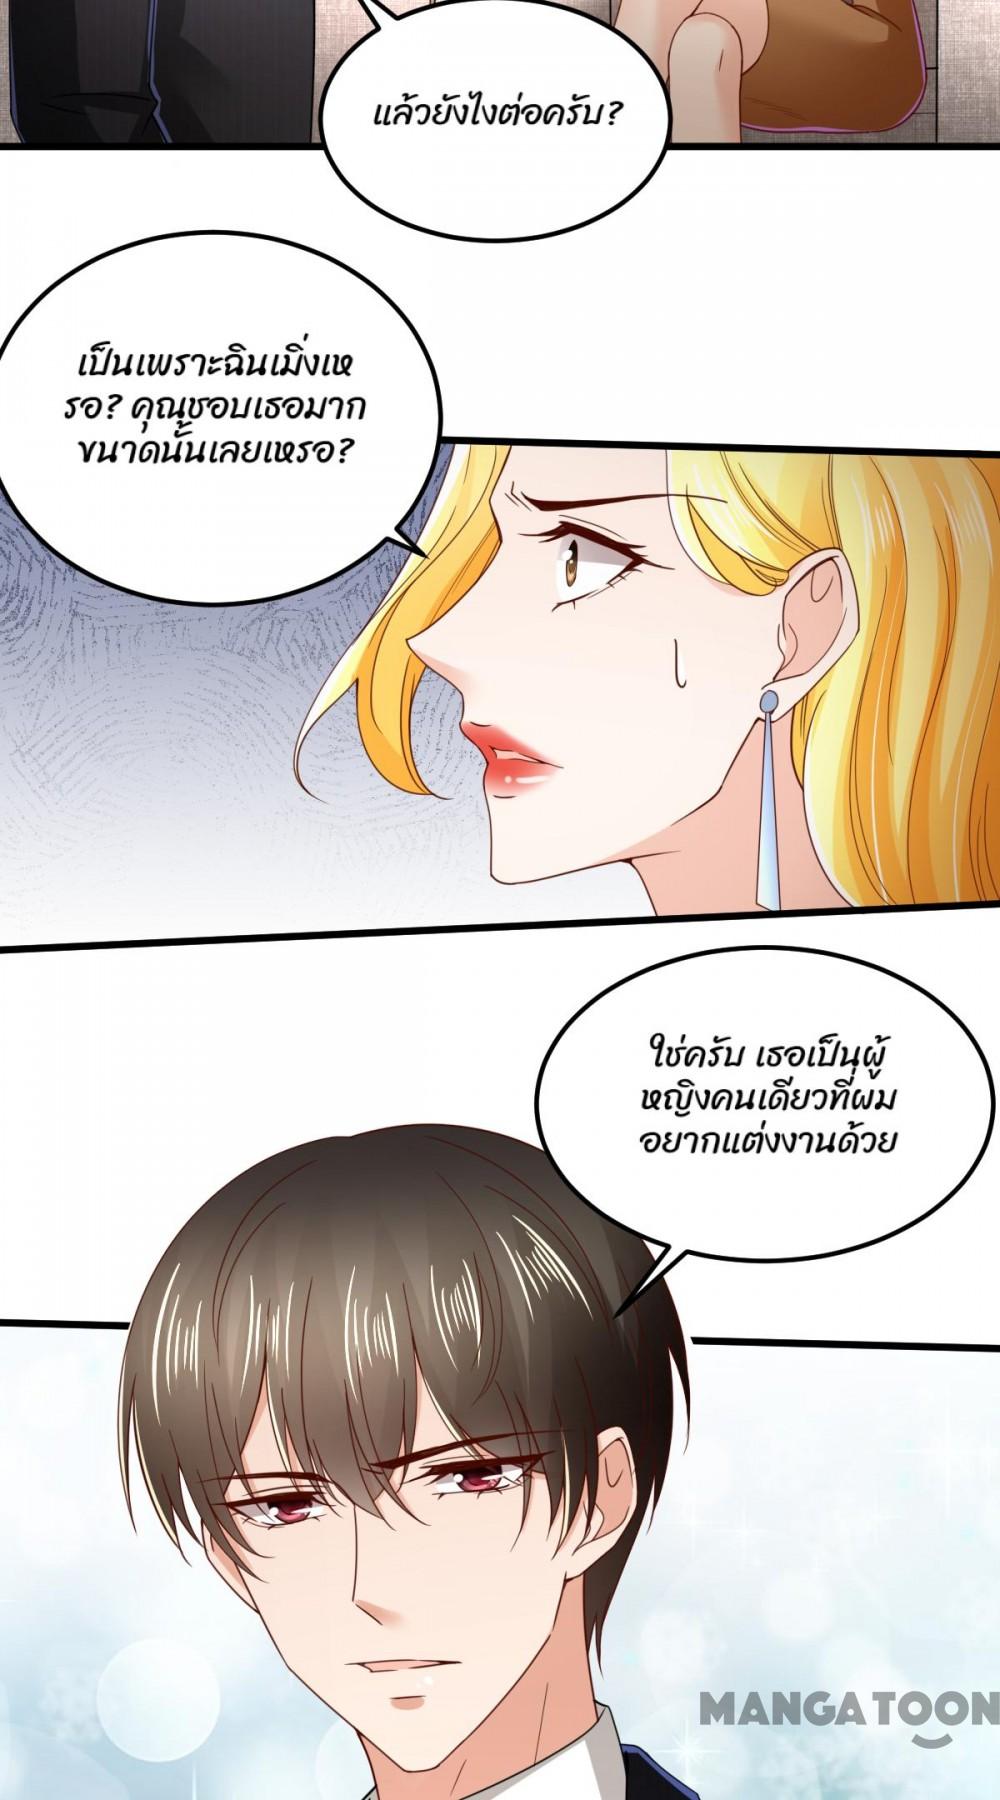 แล้วยังไงต่อครับ?
เป็นเพราะฉินเมิ่งเห
รอ? คุณชอบเธอมาก
ขนาดนั้นเลยเหรอ?
ใช่ครับ เธอเป็นผู้
หญิงคนเดียวที่ผม
อยากแต่งงานด้วย
MANGATOON